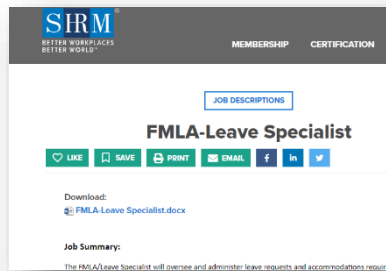 SHRM®
BETTER WORKPLACES
BETTER WORLD™
MEMBERSHIP CERTIFICATION
JOB DESCRIPTIONS
FMLA-Leave Specialist
LIKE SAVE PRINT EMAIL f in
Download:
FMLA-Leave Specialist.docx
Job Summary:
The FMLA/Leave Specialist will oversee and administer leave requests and accommodations